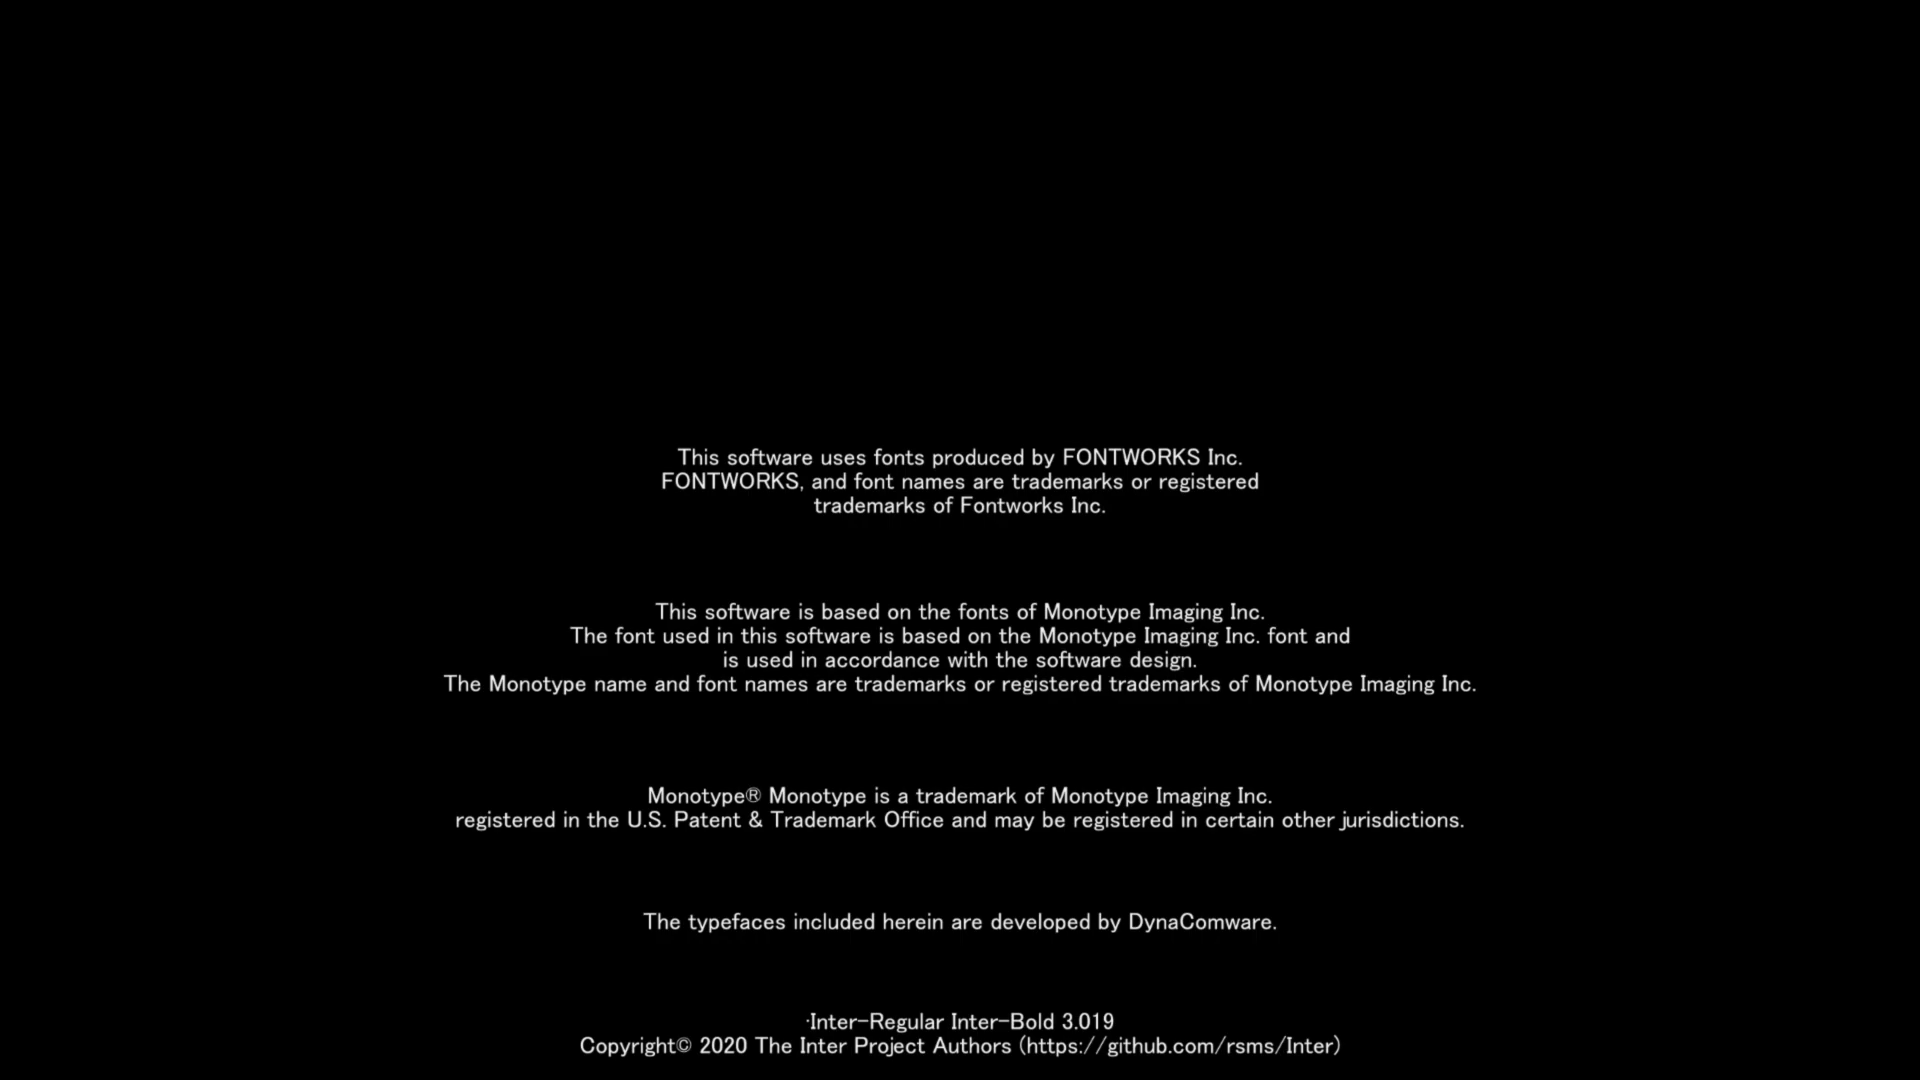 This software uses fonts produced by FONTWORKS Inc.
FONTWORKS, and font names are trademarks or registered
trademarks of Fontworks Inc.
This software is based on the fonts of Monotype Imaging Inc.
The font used in this software is based on the Monotype Imaging Inc. font and
is used in accordance with the software design.
The Monotype name and font names are trademarks or registered trademarks of Monotype Imaging Inc.
Monotype® Monotype is a trademark of Monotype Imaging Inc.
registered in the U.S. Patent & Trademark Office and may be registered in certain other jurisdictions.
The typefaces included herein are developed by DynaComware.
·Inter-Regular Inter-Bold 3.019
Copyright© 2020 The Inter Project Authors (https://github.com/rsms/Inter)